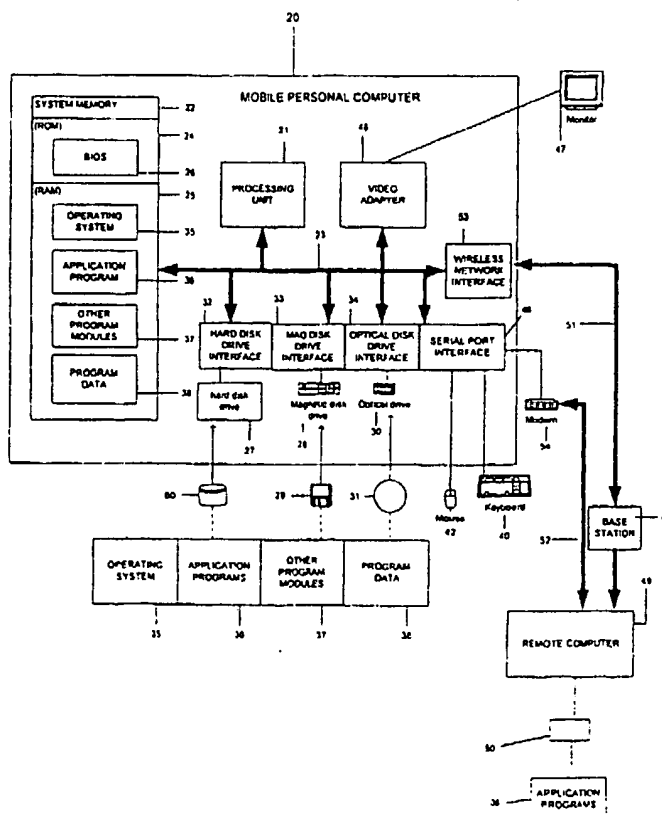 20
MOBILE PERSONAL COMPUTER
SYSTEM MEMORY
22
(ROM)
24
BIOS
26
(RAM)
25
OPERATING SYSTEM
35
APPLICATION PROGRAM
36
OTHER PROGRAM MODULES
37
PROGRAM DATA
38
21
PROCESSING UNIT
48
VIDEO ADAPTER
Monitor
47
23
53
WIRELESS NETWORK INTERFACE
51
32
HARD DISK DRIVE INTERFACE
33
MAG DISK DRIVE INTERFACE
34
OPTICAL DISK DRIVE INTERFACE
46
SERIAL PORT INTERFACE
hard disk drive
27
Magnetic disk drive
28
Optical drive
30
Modem
54
60
29
31
Mouse
42
Keyboard
40
52
BASE STATION
OPERATING SYSTEM
APPLICATION PROGRAMS
OTHER PROGRAM MODULES
PROGRAM DATA
35
36
37
38
49
REMOTE COMPUTER
50
36
APPLICATION PROGRAMS